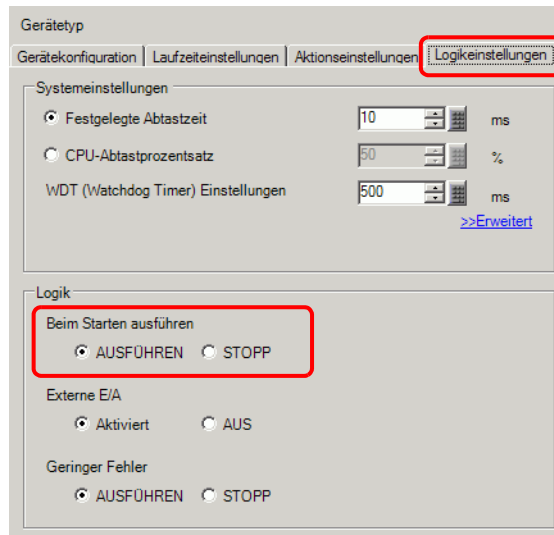 Gerätetyp
Gerätekonfiguration Laufzeiteinstellungen Aktionseinstellungen Logikeinstellungen
Systemeinstellungen
Festgelegte Abtastzeit 10 ms
CPU-Abtastprozentsatz 50 %
WDT (Watchdog Timer) Einstellungen 500 ms
>>Erweitert
Logik
Beim Starten ausführen
AUSFÜHREN STOPP
Externe E/A
Aktiviert AUS
Geringer Fehler
AUSFÜHREN STOPP